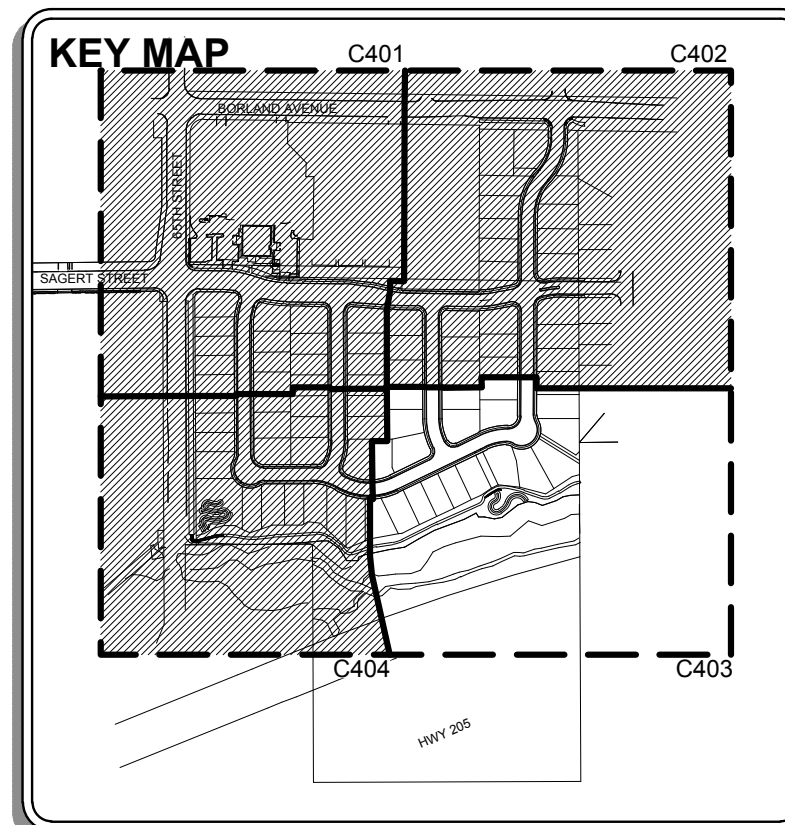 KEY MAP
C401
C402
BORLAND AVENUE
65TH STREET
SAGERT STREET
C404
C403
HWY 205